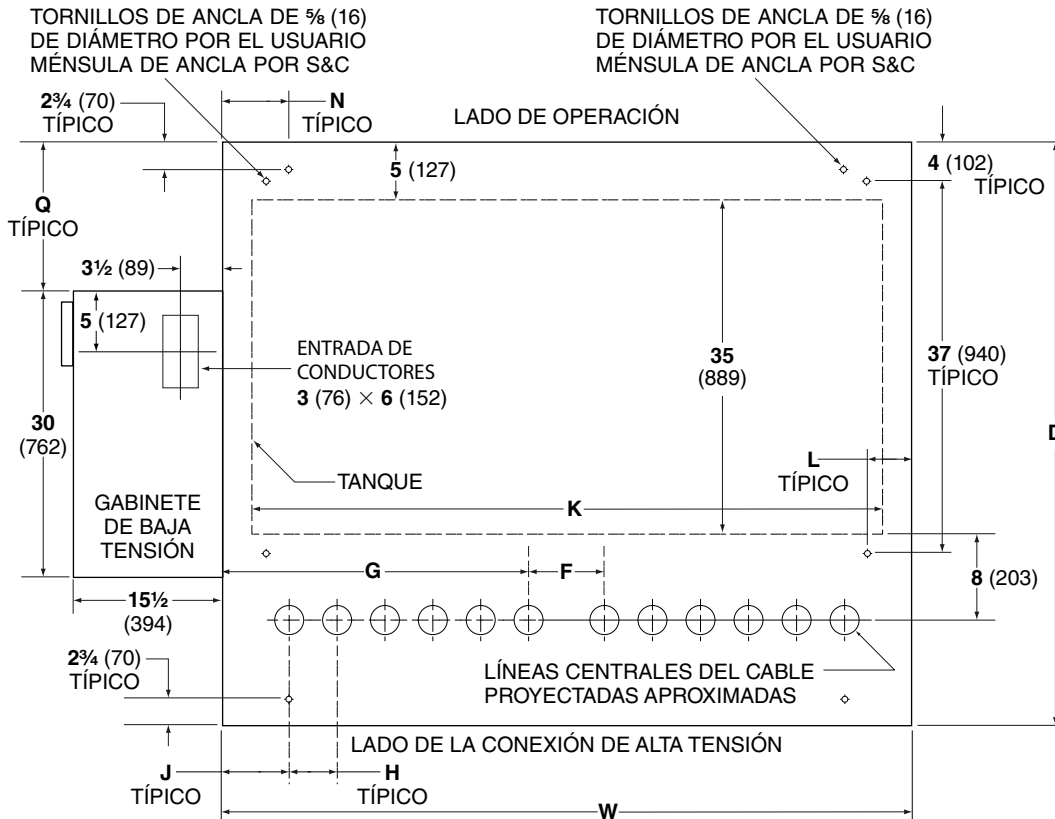 TORNILLOS DE ANCLA DE ⅝ (16)
DE DIÁMETRO POR EL USUARIO
MÉNSULA DE ANCLA POR S&C
TORNILLOS DE ANCLA DE ⅝ (16)
DE DIÁMETRO POR EL USUARIO
MÉNSULA DE ANCLA POR S&C
2¾ (70)
TÍPICO
N
TÍPICO
LADO DE OPERACIÓN
5 (127)
4 (102)
TÍPICO
Q
TÍPICO
3½ (89)
5 (127)
ENTRADA DE
CONDUCTORES
3 (76) × 6 (152)
35
(889)
37 (940)
TÍPICO
30
(762)
D
L
TÍPICO
TANQUE
K
GABINETE
DE BAJA
TENSIÓN
G
F
8 (203)
15½
(394)
2¾ (70)
TÍPICO
LÍNEAS CENTRALES DEL CABLE
PROYECTADAS APROXIMADAS
LADO DE LA CONEXIÓN DE ALTA TENSIÓN
J
TÍPICO
H
TÍPICO
W